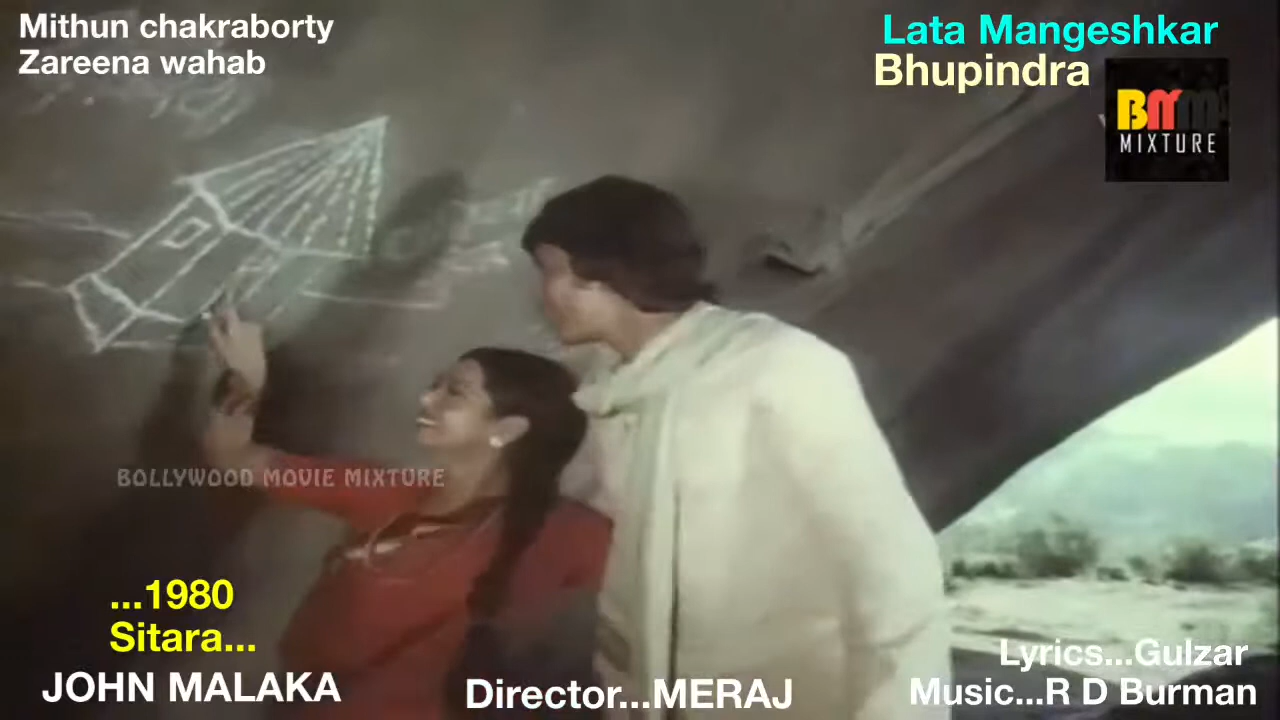 Mithun chakraborty
Zareena wahab
Lata Mangeshkar
Bhupindra
BMM
MIXTURE
BOLLYWOOD MOVIE MIXTURE
...1980
Sitara...
JOHN MALAKA
Director...MERAJ
Lyrics...Gulzar
Music...R D Burman